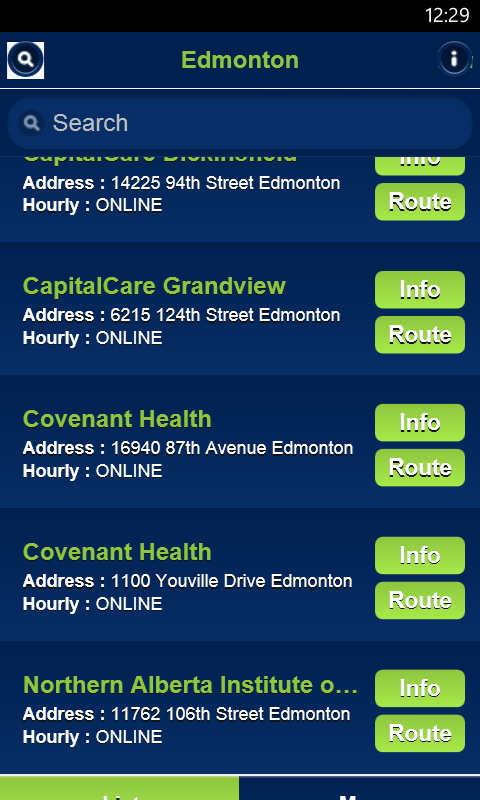 12:29
Edmonton
Search
CapitalCare Dickinsfield
Info
Address : 14225 94th Street Edmonton
Hourly : ONLINE
Route
CapitalCare Grandview
Info
Address : 6215 124th Street Edmonton
Hourly : ONLINE
Route
Covenant Health
Info
Address : 16940 87th Avenue Edmonton
Hourly : ONLINE
Route
Covenant Health
Info
Address : 1100 Youville Drive Edmonton
Hourly : ONLINE
Route
Northern Alberta Institute o...
Info
Address : 11762 106th Street Edmonton
Hourly : ONLINE
Route